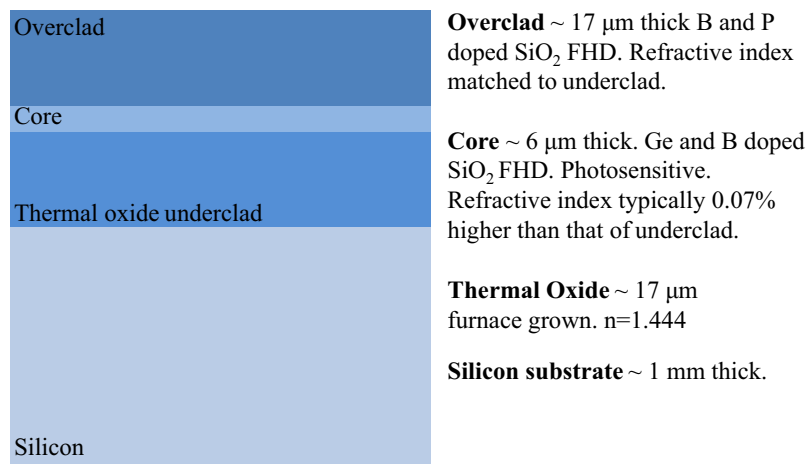 Overclad
Core
Thermal oxide underclad
Silicon
Overclad ~ 17 μm thick B and P
doped SiO₂ FHD. Refractive index
matched to underclad.
Core ~ 6 μm thick. Ge and B doped
SiO₂ FHD. Photosensitive.
Refractive index typically 0.07%
higher than that of underclad.
Thermal Oxide ~ 17 μm
furnace grown. n=1.444
Silicon substrate ~ 1 mm thick.